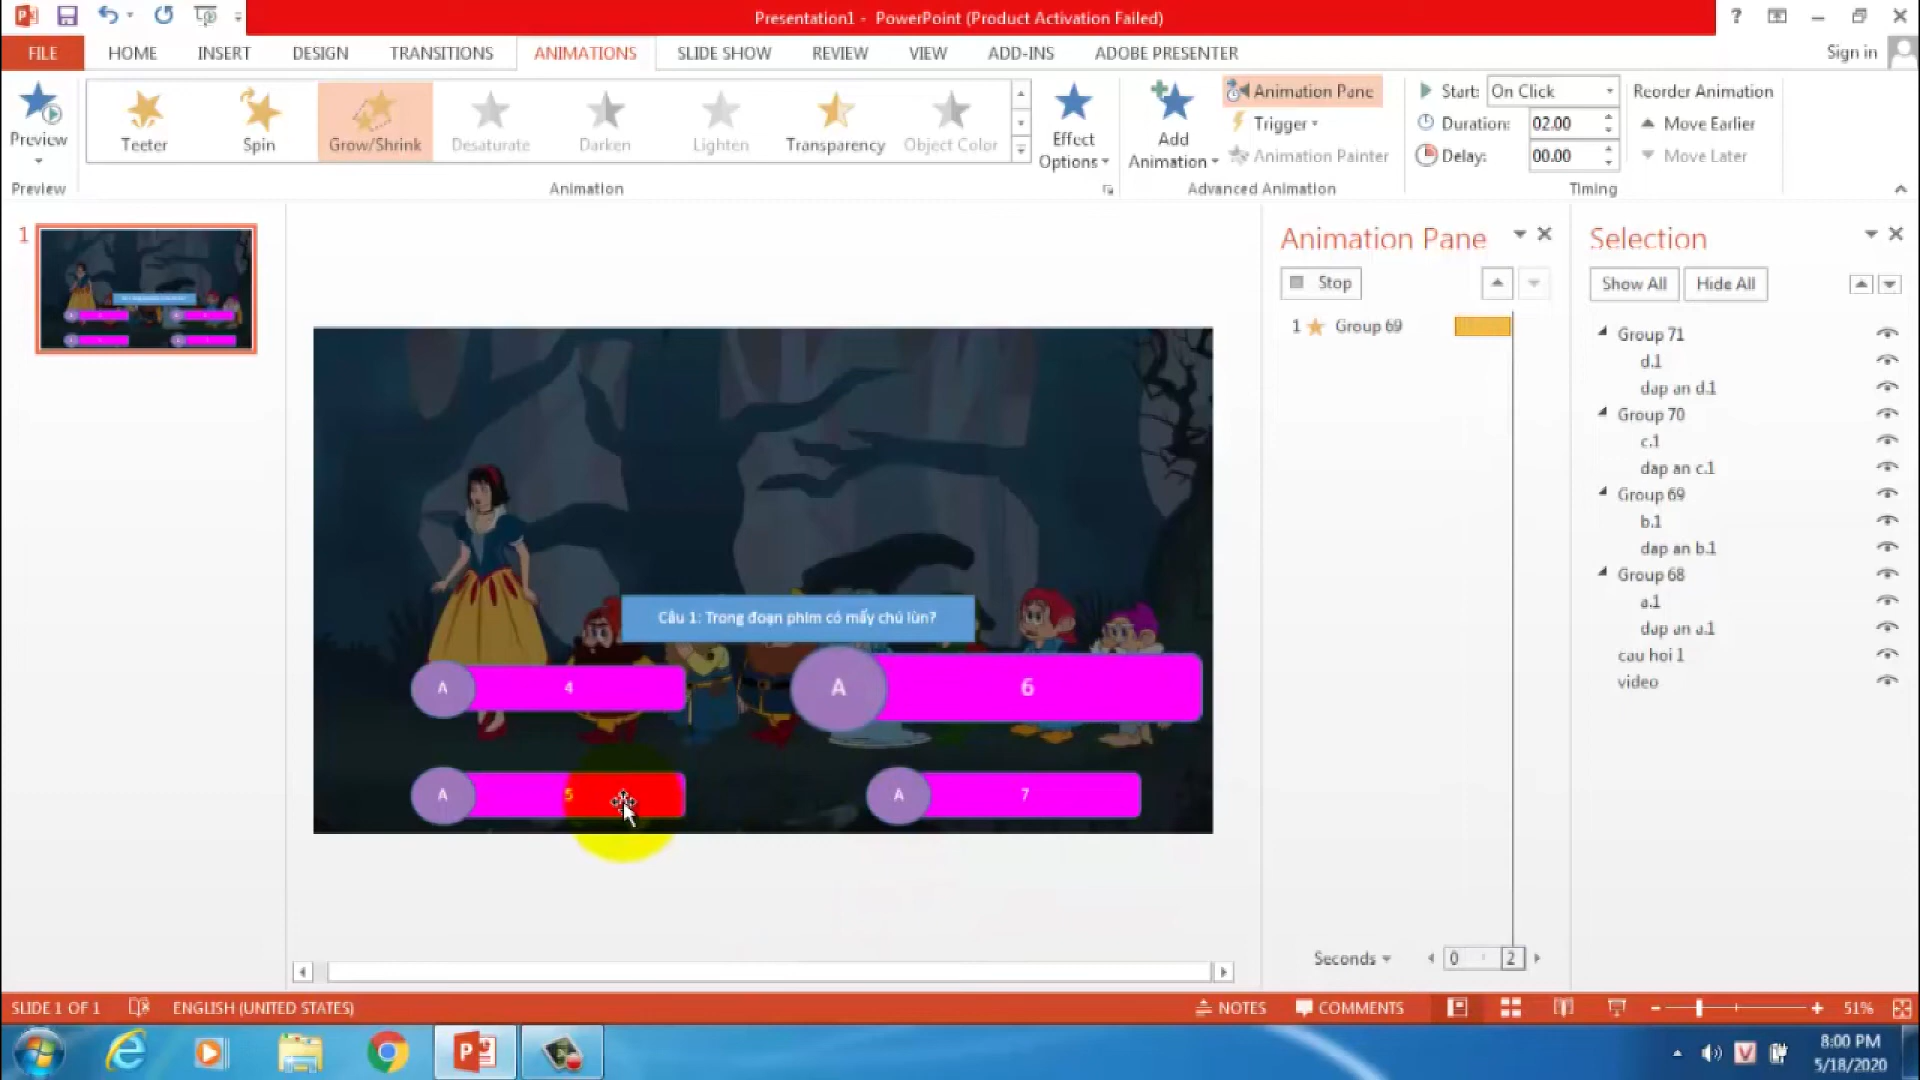 Presentation1 - PowerPoint (Product Activation Failed)
?
FILE
HOME
INSERT
DESIGN
TRANSITIONS
ANIMATIONS
SLIDE SHOW
REVIEW
VIEW
ADD-INS
ADOBE PRESENTER
Sign in
Preview
Teeter
Spin
Grow/Shrink
Desaturate
Darken
Lighten
Transparency
Object Color
Effect
Options
Add
Animation
Animation Pane
Trigger
Animation Painter
Start: On Click
Duration: 02.00
Delay: 00.00
Reorder Animation
Move Earlier
Move Later
Preview
Animation
Advanced Animation
Timing
1
Câu 1: Trong đoạn phim có mấy chú lùn?
A 4
A 6
A 5
A 7
Animation Pane
Stop
1 Group 69
Seconds
0 2
Selection
Show All
Hide All
Group 71
d.1
dap an d.1
Group 70
c.1
dap an c.1
Group 69
b.1
dap an b.1
Group 68
a.1
dap an a.1
cau hoi 1
video
SLIDE 1 OF 1
ENGLISH (UNITED STATES)
NOTES
COMMENTS
51%
8:00 PM
5/18/2020